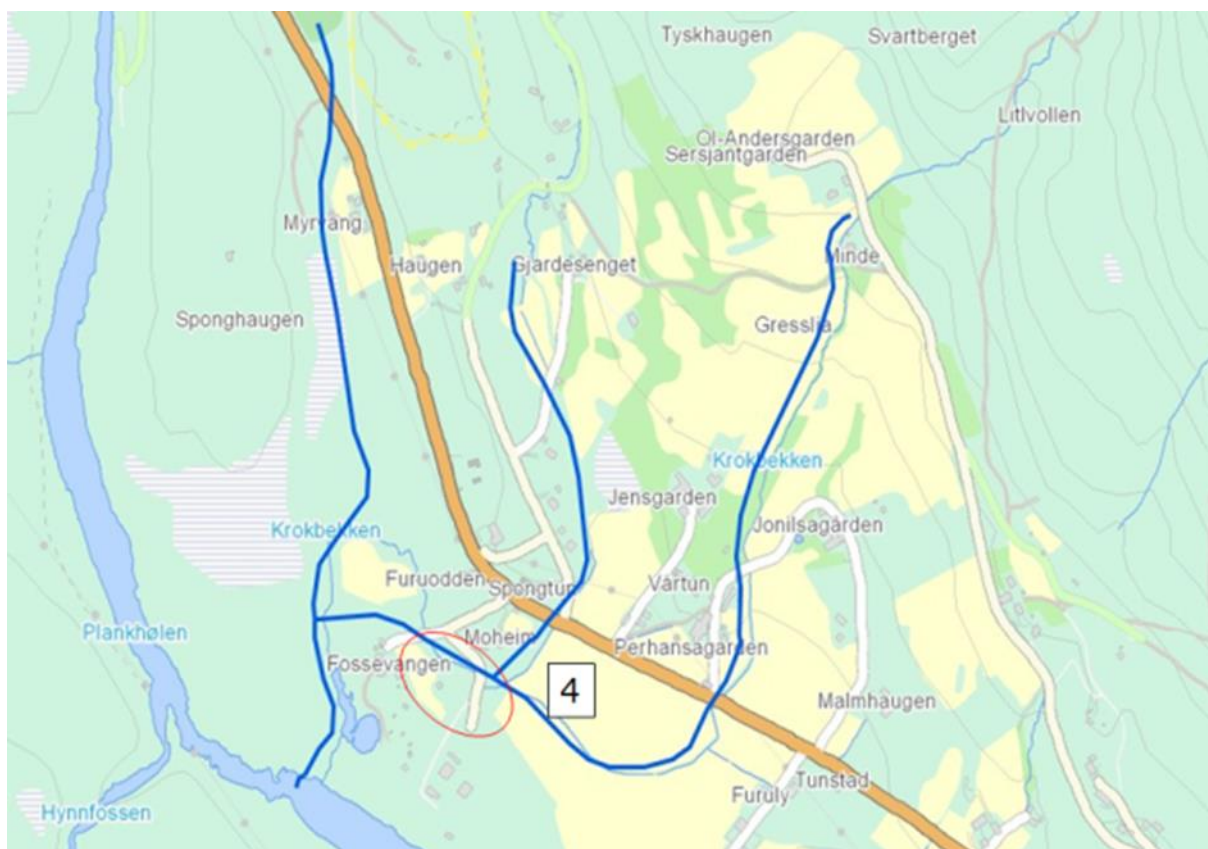 Tyskhaugen
Svartberget
Litlvollen
Ol-Andersgarden
Sersjantgarden
Myrvang
Haugen
Gjardesenget
Minde
Sponghaugen
Gresslia
Krokbekken
Jensgarden
Jonilsagarden
Krokbekken
Furuodden
Spongtun
Vårtun
Plankhølen
Moheim
Perhansagarden
Fossevangen
4
Malmhaugen
Tunstad
Furuly
Hynnfossen